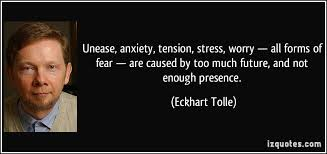 Unease, anxiety, tension, stress, worry — all forms of
fear — are caused by too much future, and not
enough presence.
(Eckhart Tolle)
izquotes.com